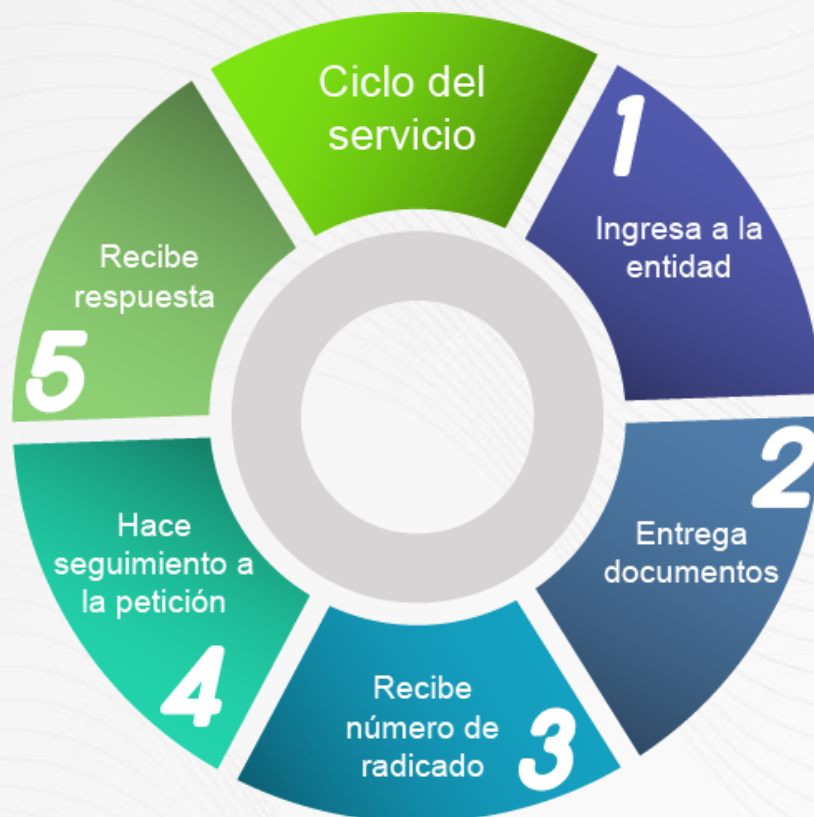 Ciclo del
servicio
1
Ingresa a la
entidad
2
Entrega
documentos
Recibe
número de
radicado
3
Hace
seguimiento a
la petición
4
Recibe
respuesta
5